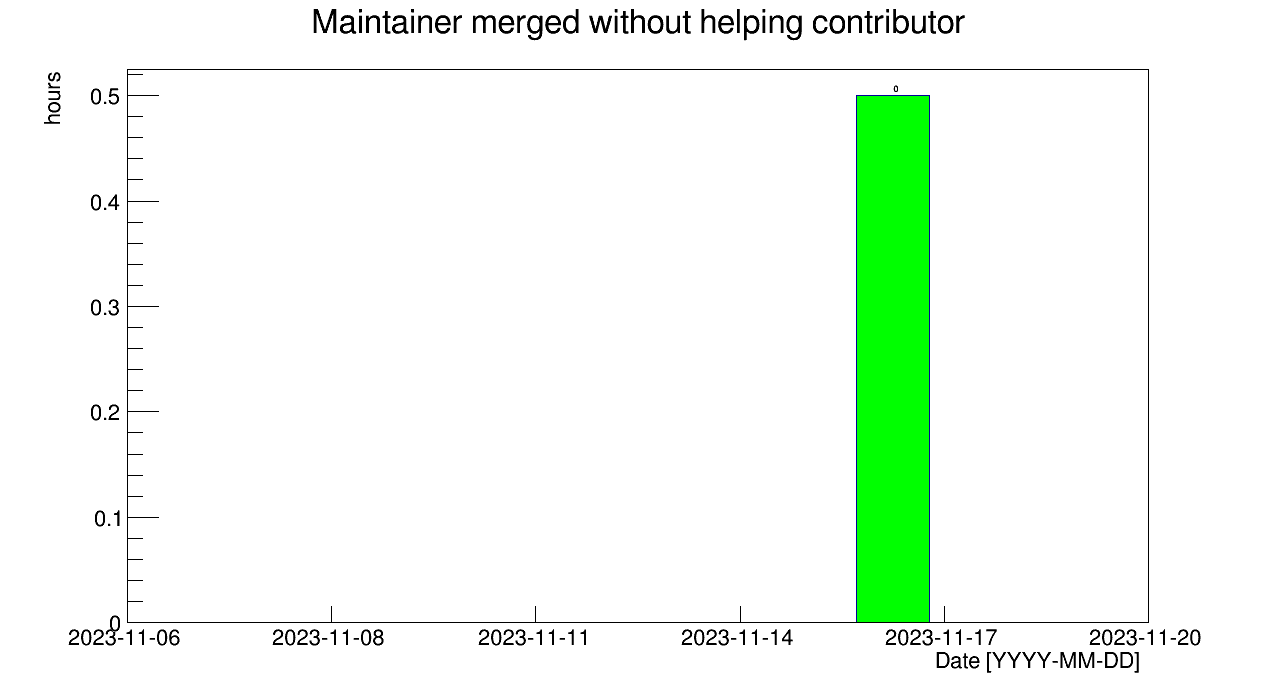 Maintainer merged without helping contributor
hours
0.5
0
0.4
0.3
0.2
0.1
0
2023-11-06 2023-11-08 2023-11-11 2023-11-14 2023-11-17 2023-11-20
Date [YYYY-MM-DD]